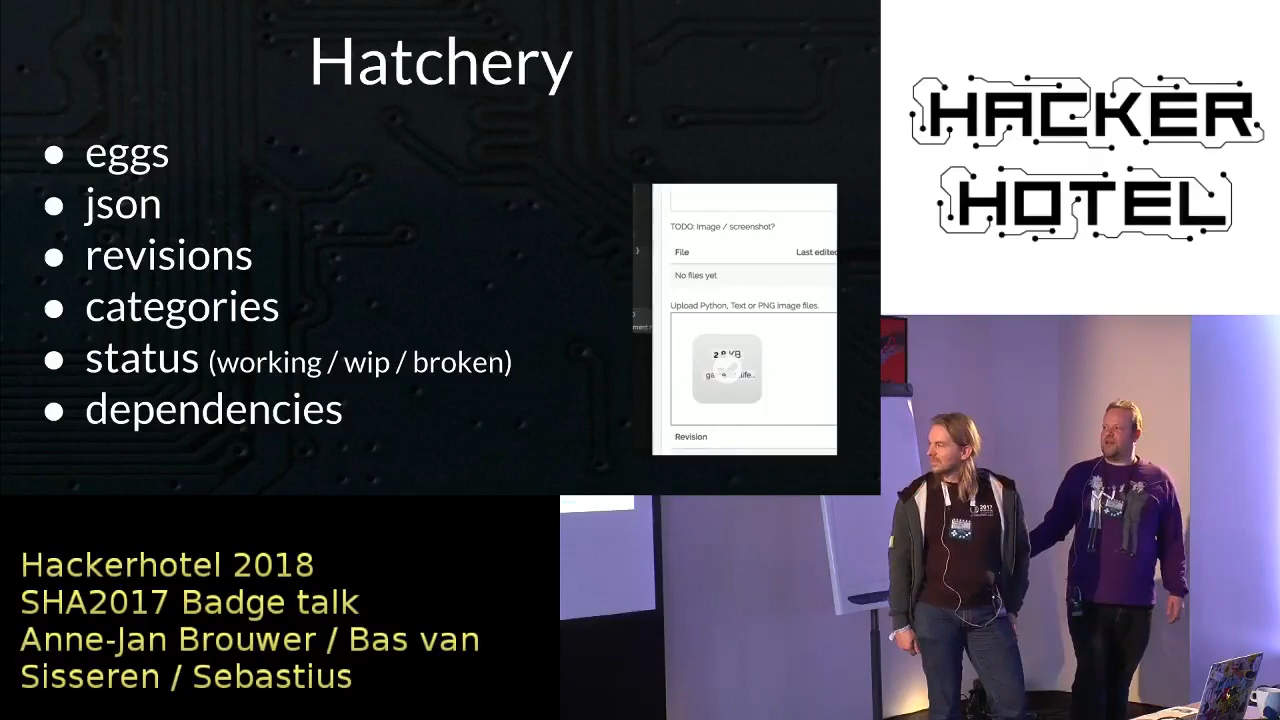 Hatchery
eggs
json
revisions
categories
status (working / wip / broken)
dependencies
TODO: Image / screenshot?
File Last edited
No files yet
Upload Python, Text or PNG image files.
Revision
HACKER
HOTEL
2017
Hackerhotel 2018
SHA2017 Badge talk
Anne-Jan Brouwer / Bas van
Sisseren / Sebastius